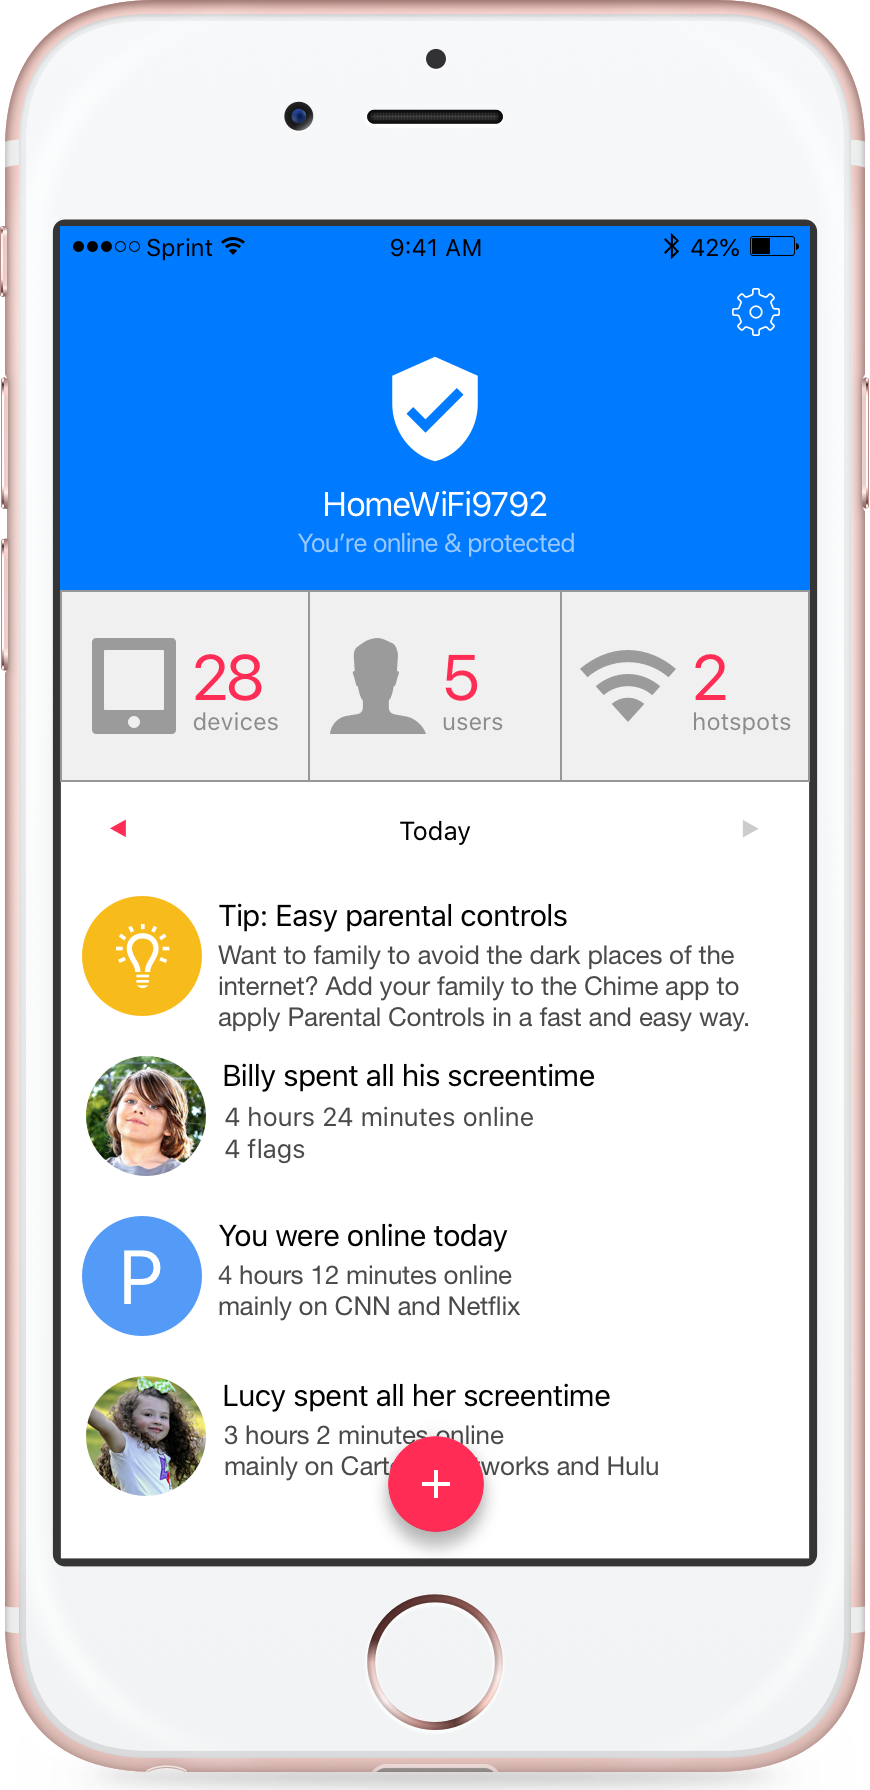 Sprint 9:41 AM 42%
HomeWiFi9792
You're online & protected
28 5 2
devices users hotspots
Today
Tip: Easy parental controls
Want to family to avoid the dark places of the
internet? Add your family to the Chime app to
apply Parental Controls in a fast and easy way.
Billy spent all his screentime
4 hours 24 minutes online
4 flags
P
You were online today
4 hours 12 minutes online
mainly on CNN and Netflix
Lucy spent all her screentime
3 hours 2 minutes online
mainly on and Hulu
+